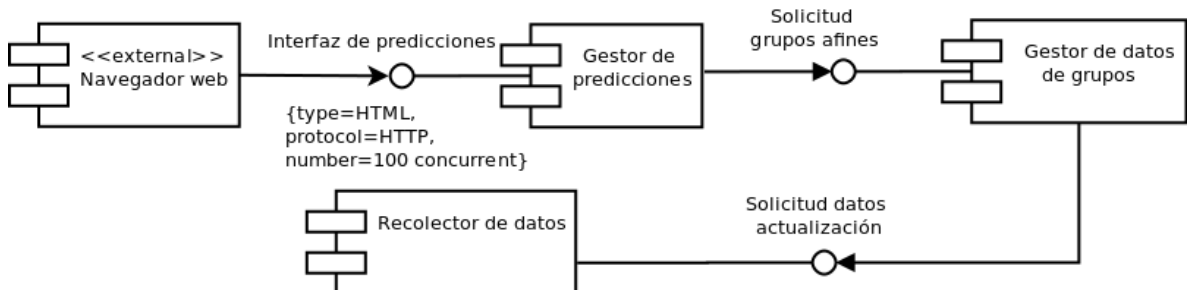 <<external>>
Navegador web
Interfaz de predicciones
{type=HTML,
protocol=HTTP,
number=100 concurrent}
Gestor de
predicciones
Solicitud
grupos afines
Gestor de datos
de grupos
Recolector de datos
Solicitud datos
actualización